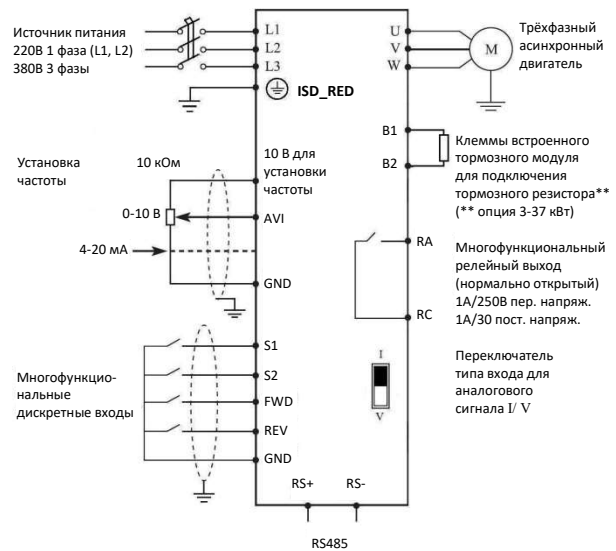 Источник питания
220В 1 фаза (L1, L2)
380В 3 фазы
L1
L2
L3
ISD_RED
U
V
W
M
Трёхфазный
асинхронный
двигатель
B1
B2
Клеммы встроенного
тормозного модуля
для подключения
тормозного резистора**
(** опция 3-37 кВт)
Установка
частоты
10 кОм
0-10 В
4-20 мА
10 В для
установки
частоты
AVI
GND
RA
RC
Многофункциональный
релейный выход
(нормально открытый)
1А/250В пер. напряж.
1А/30 пост. напряж.
Многофункцио-
нальные
дискретные входы
S1
S2
FWD
REV
GND
I
V
Переключатель
типа входа для
аналогового
сигнала I/ V
RS+
RS-
RS485